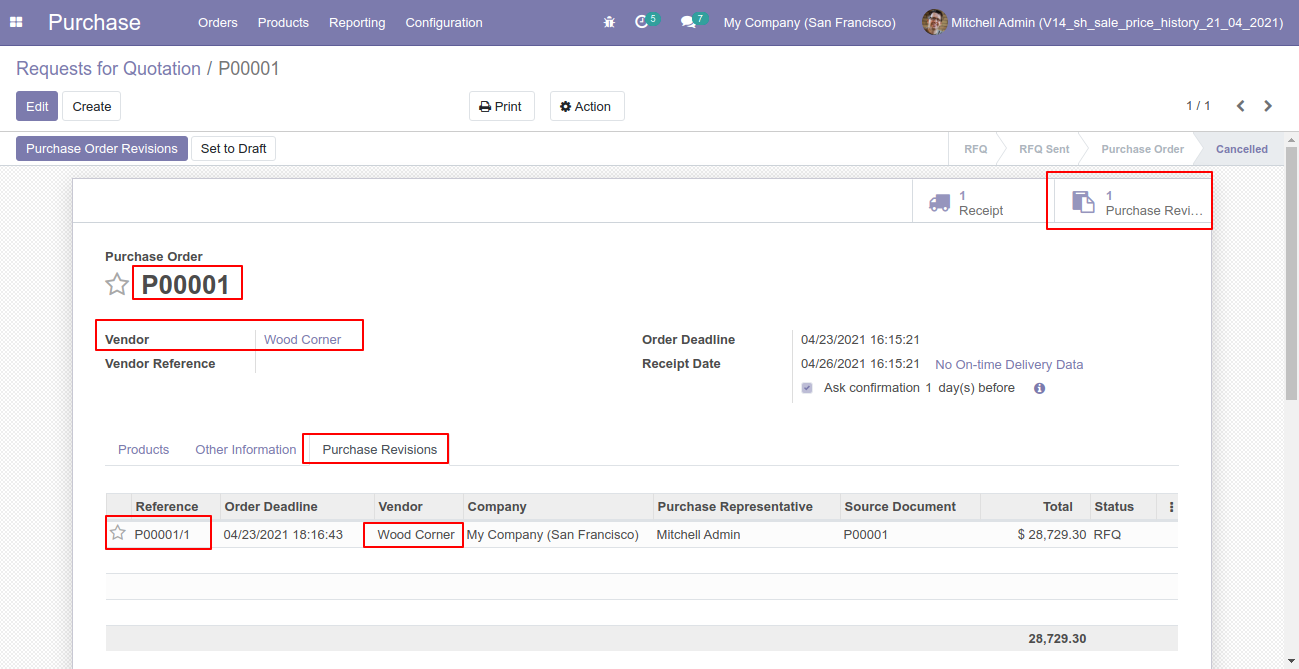 Purchase Orders Products Reporting Configuration 5 7 My Company (San Francisco) Mitchell Admin (V14_sh_sale_price_history_21_04_2021)
Requests for Quotation / P00001
Edit Create Print Action 1 / 1
Purchase Order Revisions Set to Draft RFQ RFQ Sent Purchase Order Cancelled
1 Receipt
1 Purchase Revi...
Purchase Order
P00001
Vendor Wood Corner Order Deadline 04/23/2021 16:15:21
Vendor Reference Receipt Date 04/26/2021 16:15:21 No On-time Delivery Data
Ask confirmation 1 day(s) before
Products Other Information Purchase Revisions
Reference Order Deadline Vendor Company Purchase Representative Source Document Total Status
P00001/1 04/23/2021 18:16:43 Wood Corner My Company (San Francisco) Mitchell Admin P00001 $ 28,729.30 RFQ
28,729.30